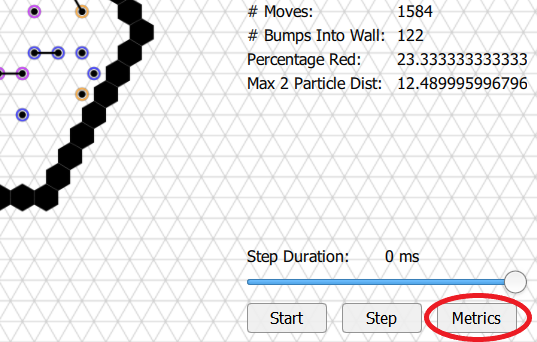 # Moves: 1584
# Bumps Into Wall: 122
Percentage Red: 23.333333333333
Max 2 Particle Dist: 12.489995996796
Step Duration: 0 ms
Start Step Metrics